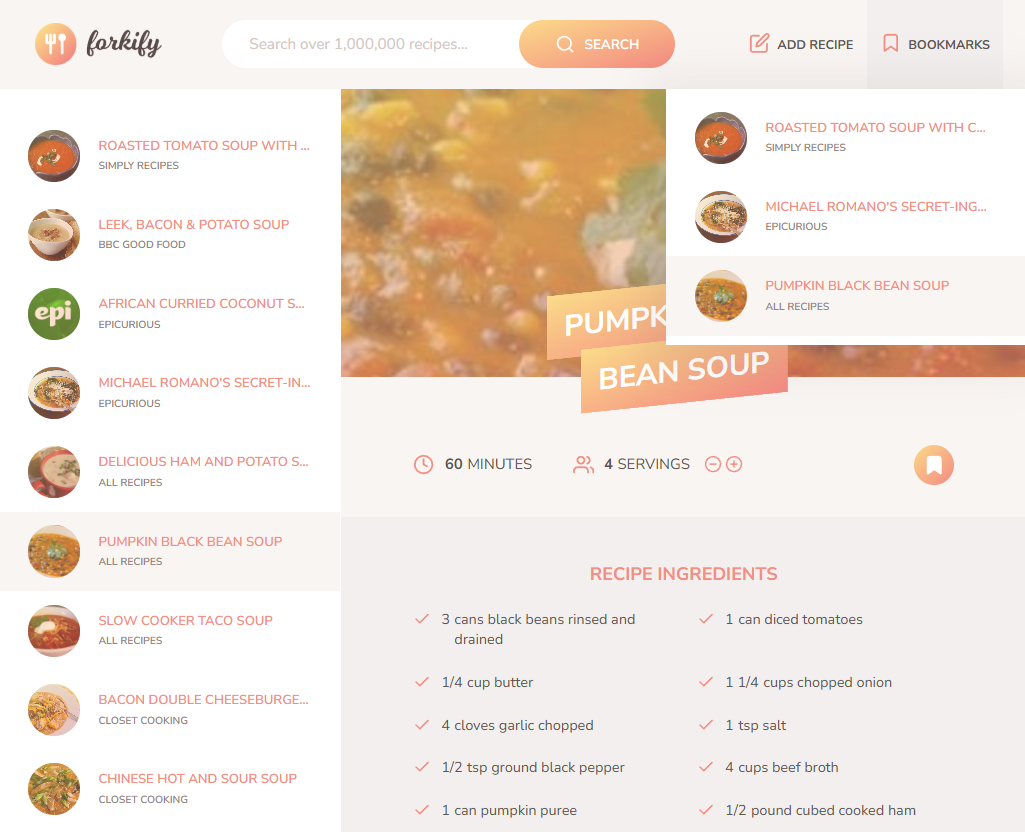 forkify
Search over 1,000,000 recipes...
SEARCH
ADD RECIPE
BOOKMARKS
ROASTED TOMATO SOUP WITH ...
SIMPLY RECIPES
LEEK, BACON & POTATO SOUP
BBC GOOD FOOD
epi
AFRICAN CURRIED COCONUT S...
EPICURIOUS
MICHAEL ROMANO'S SECRET-IN...
EPICURIOUS
DELICIOUS HAM AND POTATO S...
ALL RECIPES
PUMPKIN BLACK BEAN SOUP
ALL RECIPES
SLOW COOKER TACO SOUP
ALL RECIPES
BACON DOUBLE CHEESEBURGE...
CLOSET COOKING
CHINESE HOT AND SOUR SOUP
CLOSET COOKING
ROASTED TOMATO SOUP WITH C...
SIMPLY RECIPES
MICHAEL ROMANO'S SECRET-ING...
EPICURIOUS
PUMPKIN BLACK BEAN SOUP
ALL RECIPES
PUMPK
BEAN SOUP
60 MINUTES
4 SERVINGS
RECIPE INGREDIENTS
3 cans black beans rinsed and
drained
1 can diced tomatoes
1/4 cup butter
1 1/4 cups chopped onion
4 cloves garlic chopped
1 tsp salt
1/2 tsp ground black pepper
4 cups beef broth
1 can pumpkin puree
1/2 pound cubed cooked ham